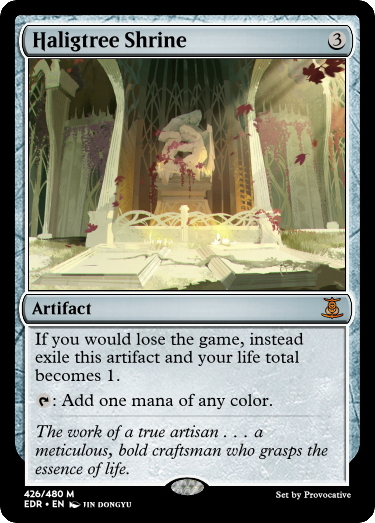 Haligtree Shrine 3
Artifact
If you would lose the game, instead
exile this artifact and your life total
becomes 1.
: Add one mana of any color.
The work of a true artisan . . . a
meticulous, bold craftsman who grasps the
essence of life.
426/480 M
EDR • EN JIN DONGYU
Set by Provocative